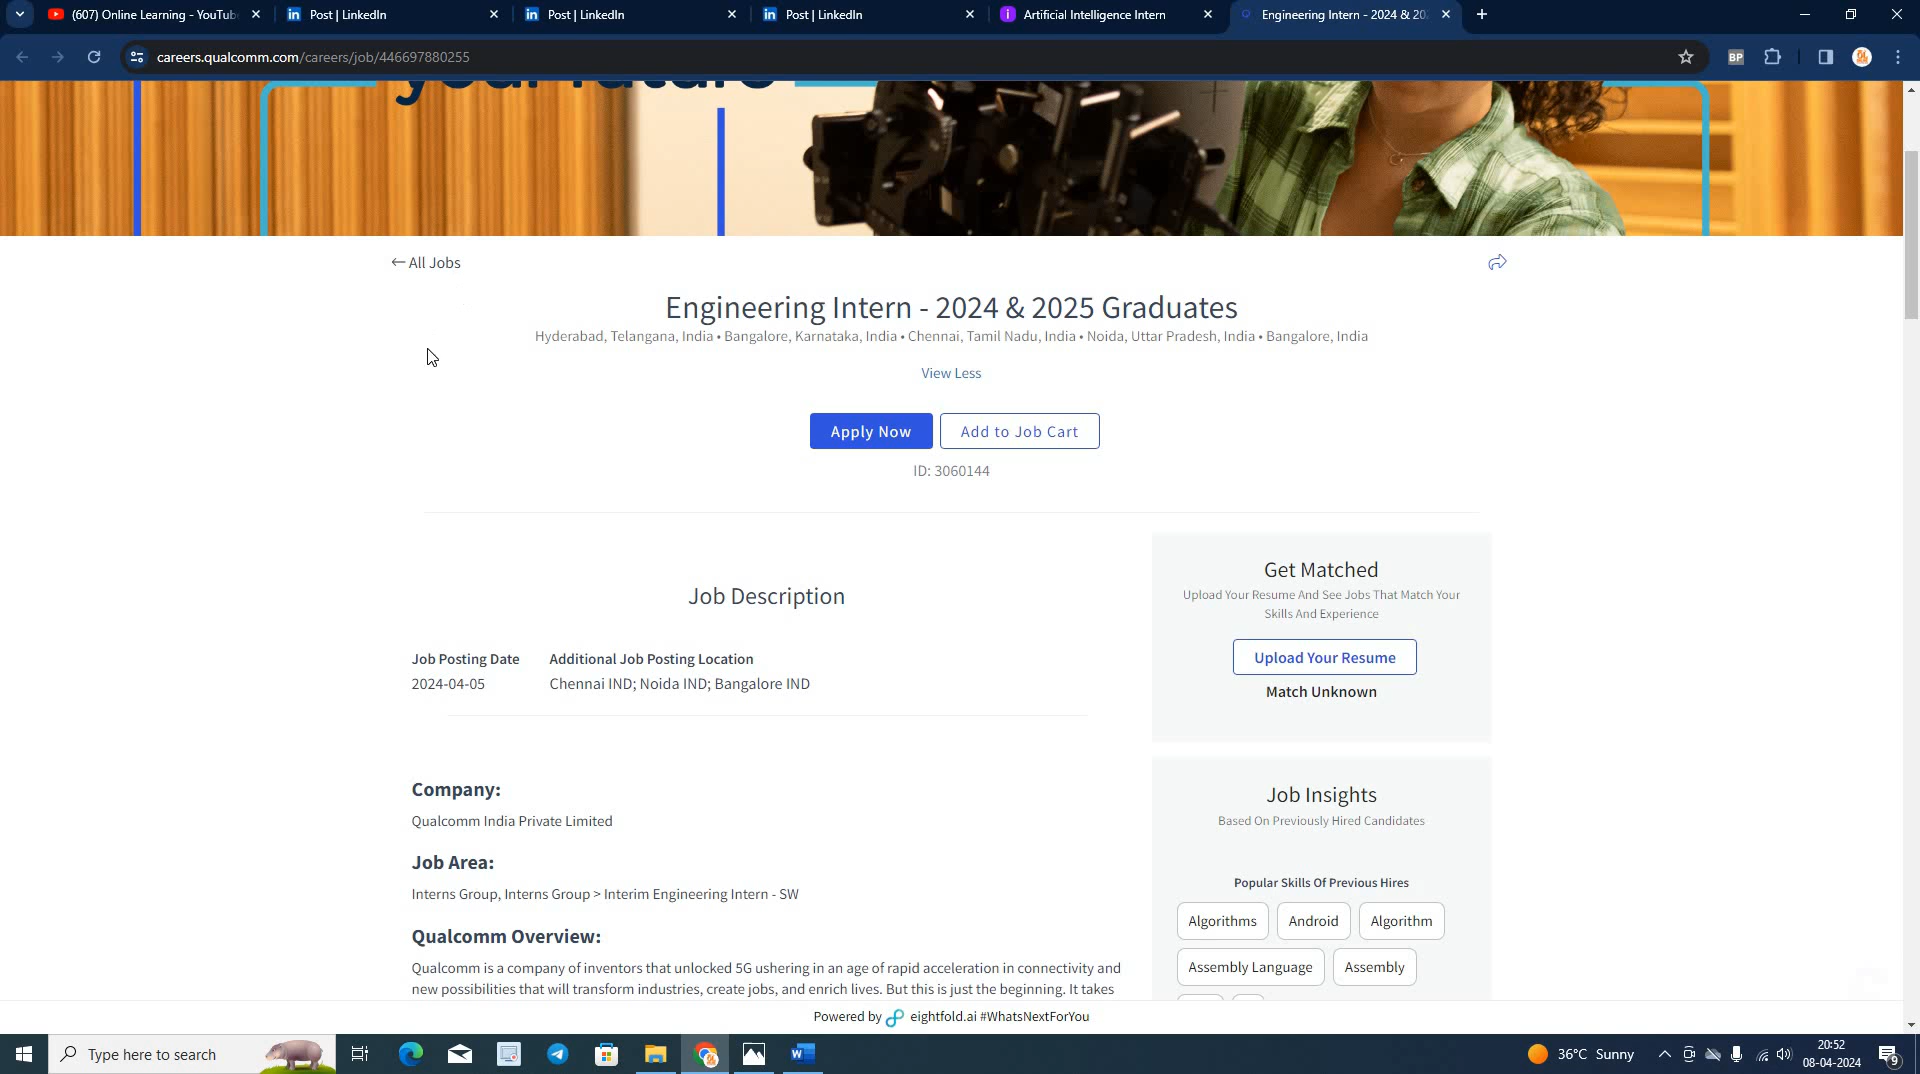 (607) Online Learning - YouTub
Post | LinkedIn
Post | LinkedIn
Post | LinkedIn
Artificial Intelligence Intern
Engineering Intern - 2024 & 20
careers.qualcomm.com/careers/job/446697880255
BP
your future
All Jobs
Engineering Intern - 2024 & 2025 Graduates
Hyderabad, Telangana, India • Bangalore, Karnataka, India • Chennai, Tamil Nadu, India • Noida, Uttar Pradesh, India • Bangalore, India
View Less
Apply Now
Add to Job Cart
ID: 3060144
Job Description
Job Posting Date
Additional Job Posting Location
2024-04-05
Chennai IND; Noida IND; Bangalore IND
Company:
Qualcomm India Private Limited
Job Area:
Interns Group, Interns Group > Interim Engineering Intern - SW
Qualcomm Overview:
Qualcomm is a company of inventors that unlocked 5G ushering in an age of rapid acceleration in connectivity and
new possibilities that will transform industries, create jobs, and enrich lives. But this is just the beginning. It takes
Get Matched
Upload Your Resume And See Jobs That Match Your
Skills And Experience
Upload Your Resume
Match Unknown
Job Insights
Based On Previously Hired Candidates
Popular Skills Of Previous Hires
Algorithms
Android
Algorithm
Assembly Language
Assembly
Powered by eightfold.ai #WhatsNextForYou
Type here to search
36°C Sunny
20:52
08-04-2024
9